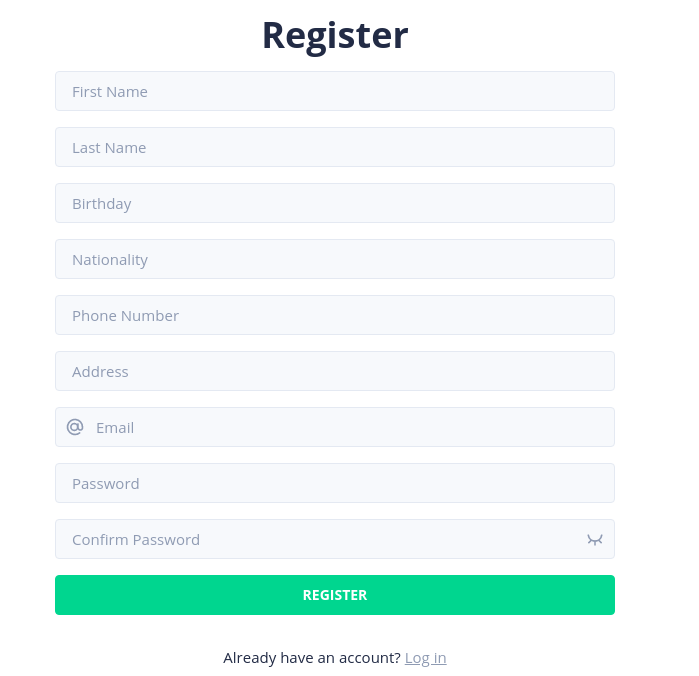 Register
First Name
Last Name
Birthday
Nationality
Phone Number
Address
@ Email
Password
Confirm Password
REGISTER
Already have an account? Log in